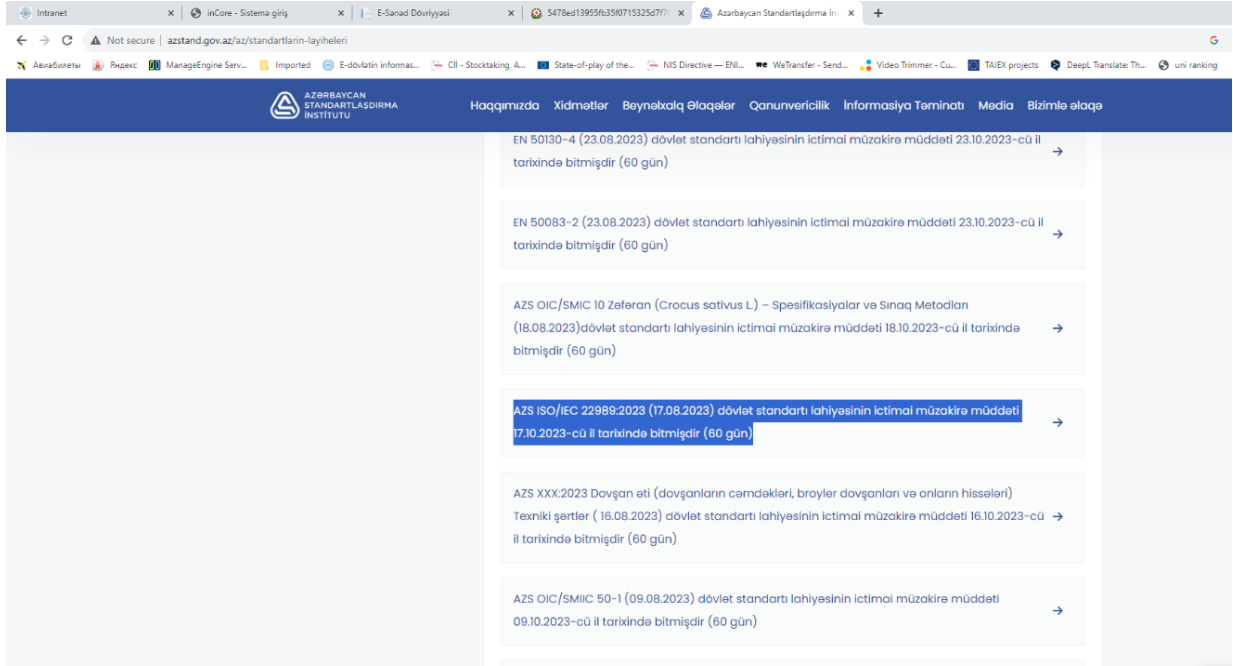 Intranet
inCore - Sistemə giriş
E-Sənəd Dövriyyəsi
Azərbaycan Standartlaşdırma İn
Not secure
azstand.gov.az/az/standartlarin-layiheleri
Авиабилеты
Яндекс
ManageEngine Serv...
Imported
E-dövlətin informas...
CII - Stocktaking, A...
State-of-play of the...
NIS Directive — ENI...
WeTransfer - Send...
Video Trimmer - Cu...
TAIEX projects
DeepL Translate: Th...
uni ranking
AZƏRBAYCAN
STANDARTLAŞDIRMA
İNSTİTUTU
Haqqımızda Xidmətlər Beynəlxalq Əlaqələr Qanunvericilik İnformasiya Təminatı Media Bizimlə əlaqə
EN 50130-4 (23.08.2023) dövlət standartı lahiyəsinin ictimai müzakirə müddəti 23.10.2023-cü il
tarixində bitmişdir (60 gün)
EN 50083-2 (23.08.2023) dövlət standartı lahiyəsinin ictimai müzakirə müddəti 23.10.2023-cü il
tarixində bitmişdir (60 gün)
AZS OIC/SMIC 10 Zəfəran (Crocus sativus L.) – Spesifikasiyalar və Sınaq Metodları
(18.08.2023)dövlət standartı lahiyəsinin ictimai müzakirə müddəti 18.10.2023-cü il tarixində
bitmişdir (60 gün)
AZS ISO/IEC 22989:2023 (17.08.2023) dövlət standartı lahiyəsinin ictimai müzakirə müddəti
17.10.2023-cü il tarixində bitmişdir (60 gün)
AZS XXX:2023 Dovşan əti (dovşanların cəmdəkləri, broyler dovşanları və onların hissələri)
Texniki şertlər ( 16.08.2023) dövlət standartı lahiyəsinin ictimai müzakirə müddəti 16.10.2023-cü
il tarixində bitmişdir (60 gün)
AZS OIC/SMIIC 50-1 (09.08.2023) dövlət standartı lahiyəsinin ictimai müzakirə müddəti
09.10.2023-cü il tarixində bitmişdir (60 gün)